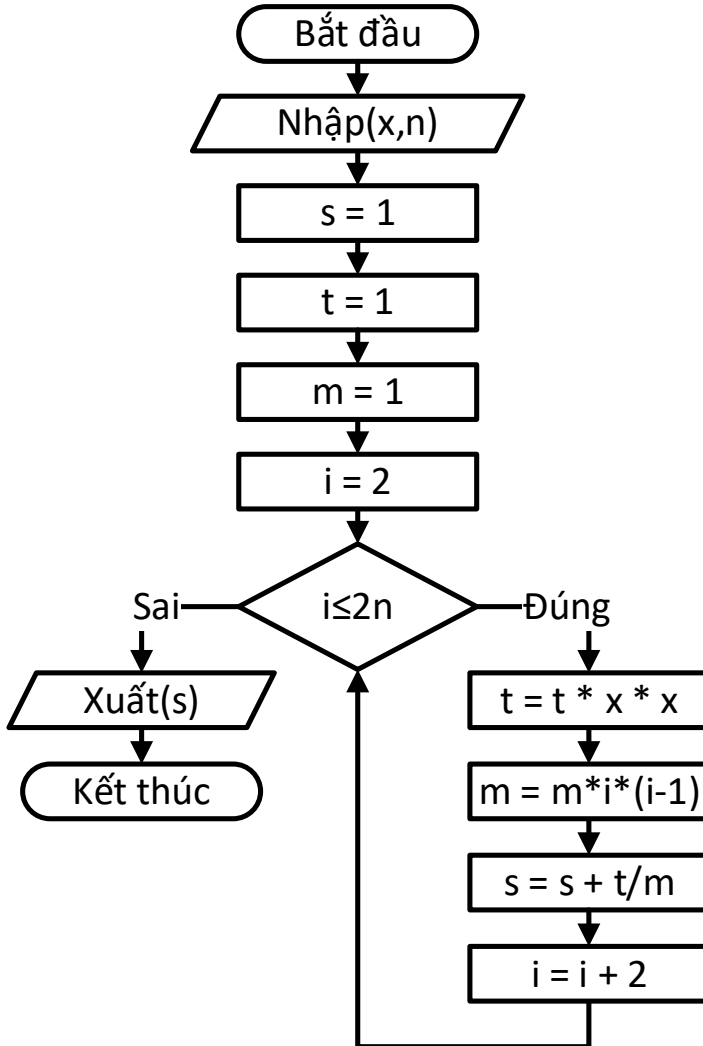 Bắt đầu
Nhập(x,n)
s = 1
t = 1
m = 1
i = 2
i≤2n
Sai
Đúng
Xuất(s)
Kết thúc
t = t * x * x
m = m*i*(i-1)
s = s + t/m
i = i + 2